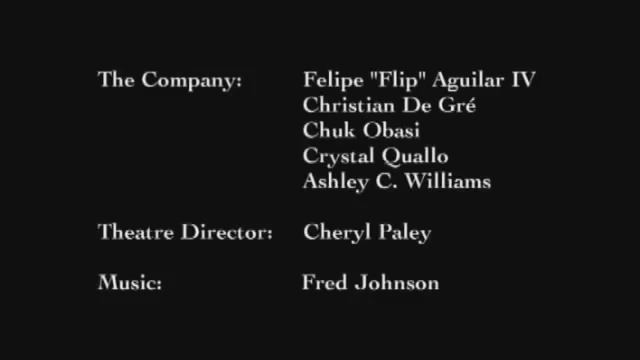 The Company: Felipe "Flip" Aguilar IV
Christian De Gré
Chuk Obasi
Crystal Quallo
Ashley C. Williams
Theatre Director: Cheryl Paley
Music: Fred Johnson